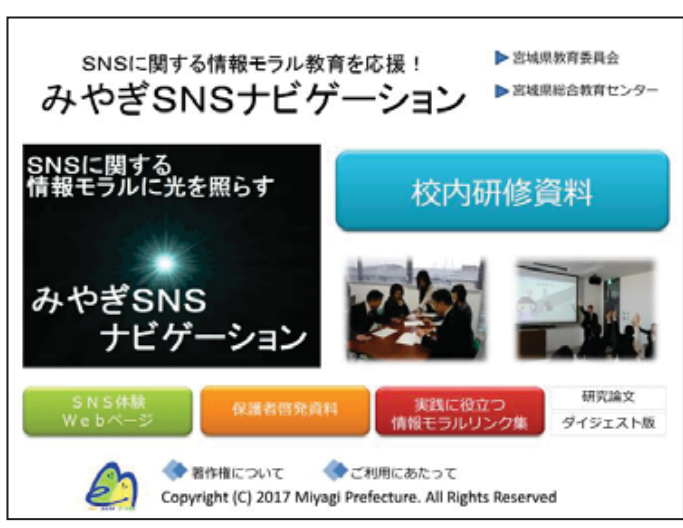 SNSに関する情報モラル教育を応援！
みやぎSNSナビゲーション
宮城県教育委員会
宮城県総合教育センター
SNSに関する
情報モラルに光を照らす
みやぎSNS
ナビゲーション
校内研修資料
SNS体験
Webページ
保護者啓発資料
実践に役立つ
情報モラルリンク集
研究論文
ダイジェスト版
著作権について
ご利用にあたって
Copyright (C) 2017 Miyagi Prefecture. All Rights Reserved